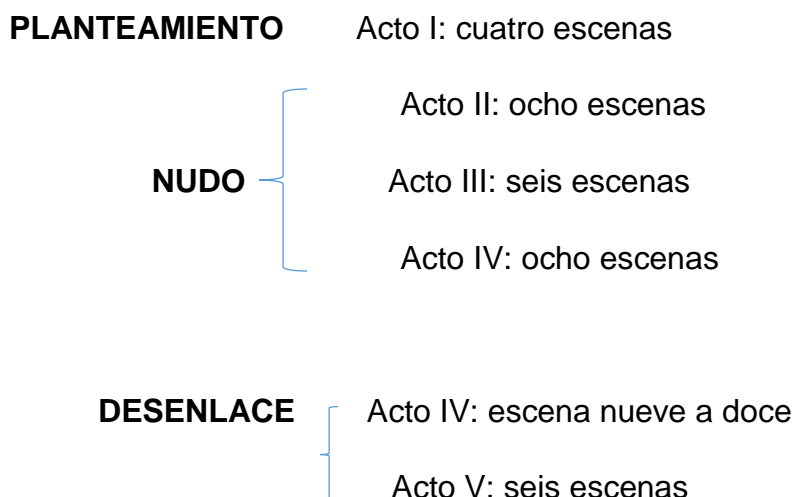 PLANTEAMIENTO Acto I: cuatro escenas
Acto II: ocho escenas
NUDO Acto III: seis escenas
Acto IV: ocho escenas
DESENLACE Acto IV: escena nueve a doce
Acto V: seis escenas